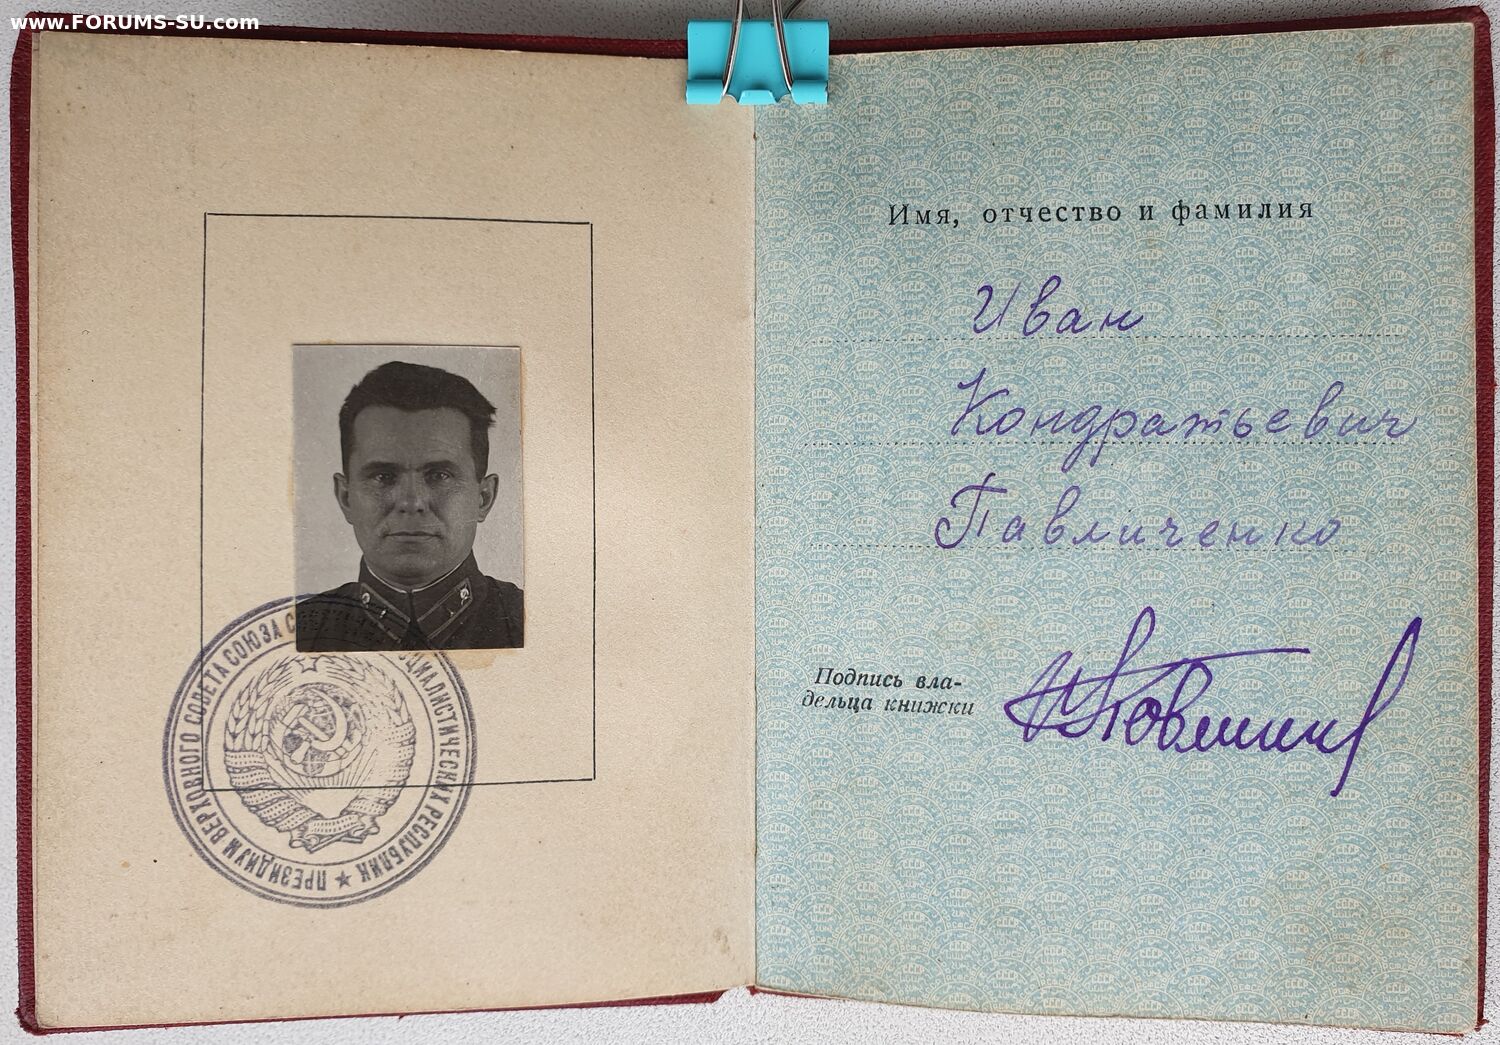 www.FORUMS-SU.com
ПРЕЗИДИУМ ВЕРХОВНОГО СОВЕТА СОЮЗА С ЦИАЛИСТИЧЕСКИХ РЕСПУБЛИК
Имя, отчество и фамилия
Иван
Кондратьевич
Павличенко
Подпись вла-
дельца книжки